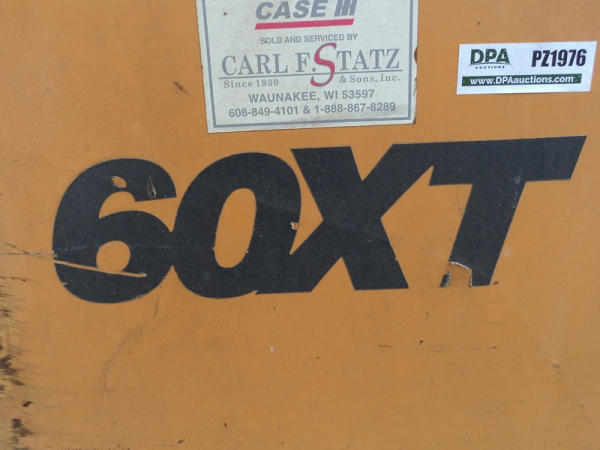 CASE III
SOLD AND SERVICED BY
CARL F. STATZ
Since 1930 & Sons, Inc.
WAUNAKEE, WI 53597
608-849-4101 & 1-888-867-8289
DPA
AUCTIONS
PZ1976
www.DPAauctions.com
60XT